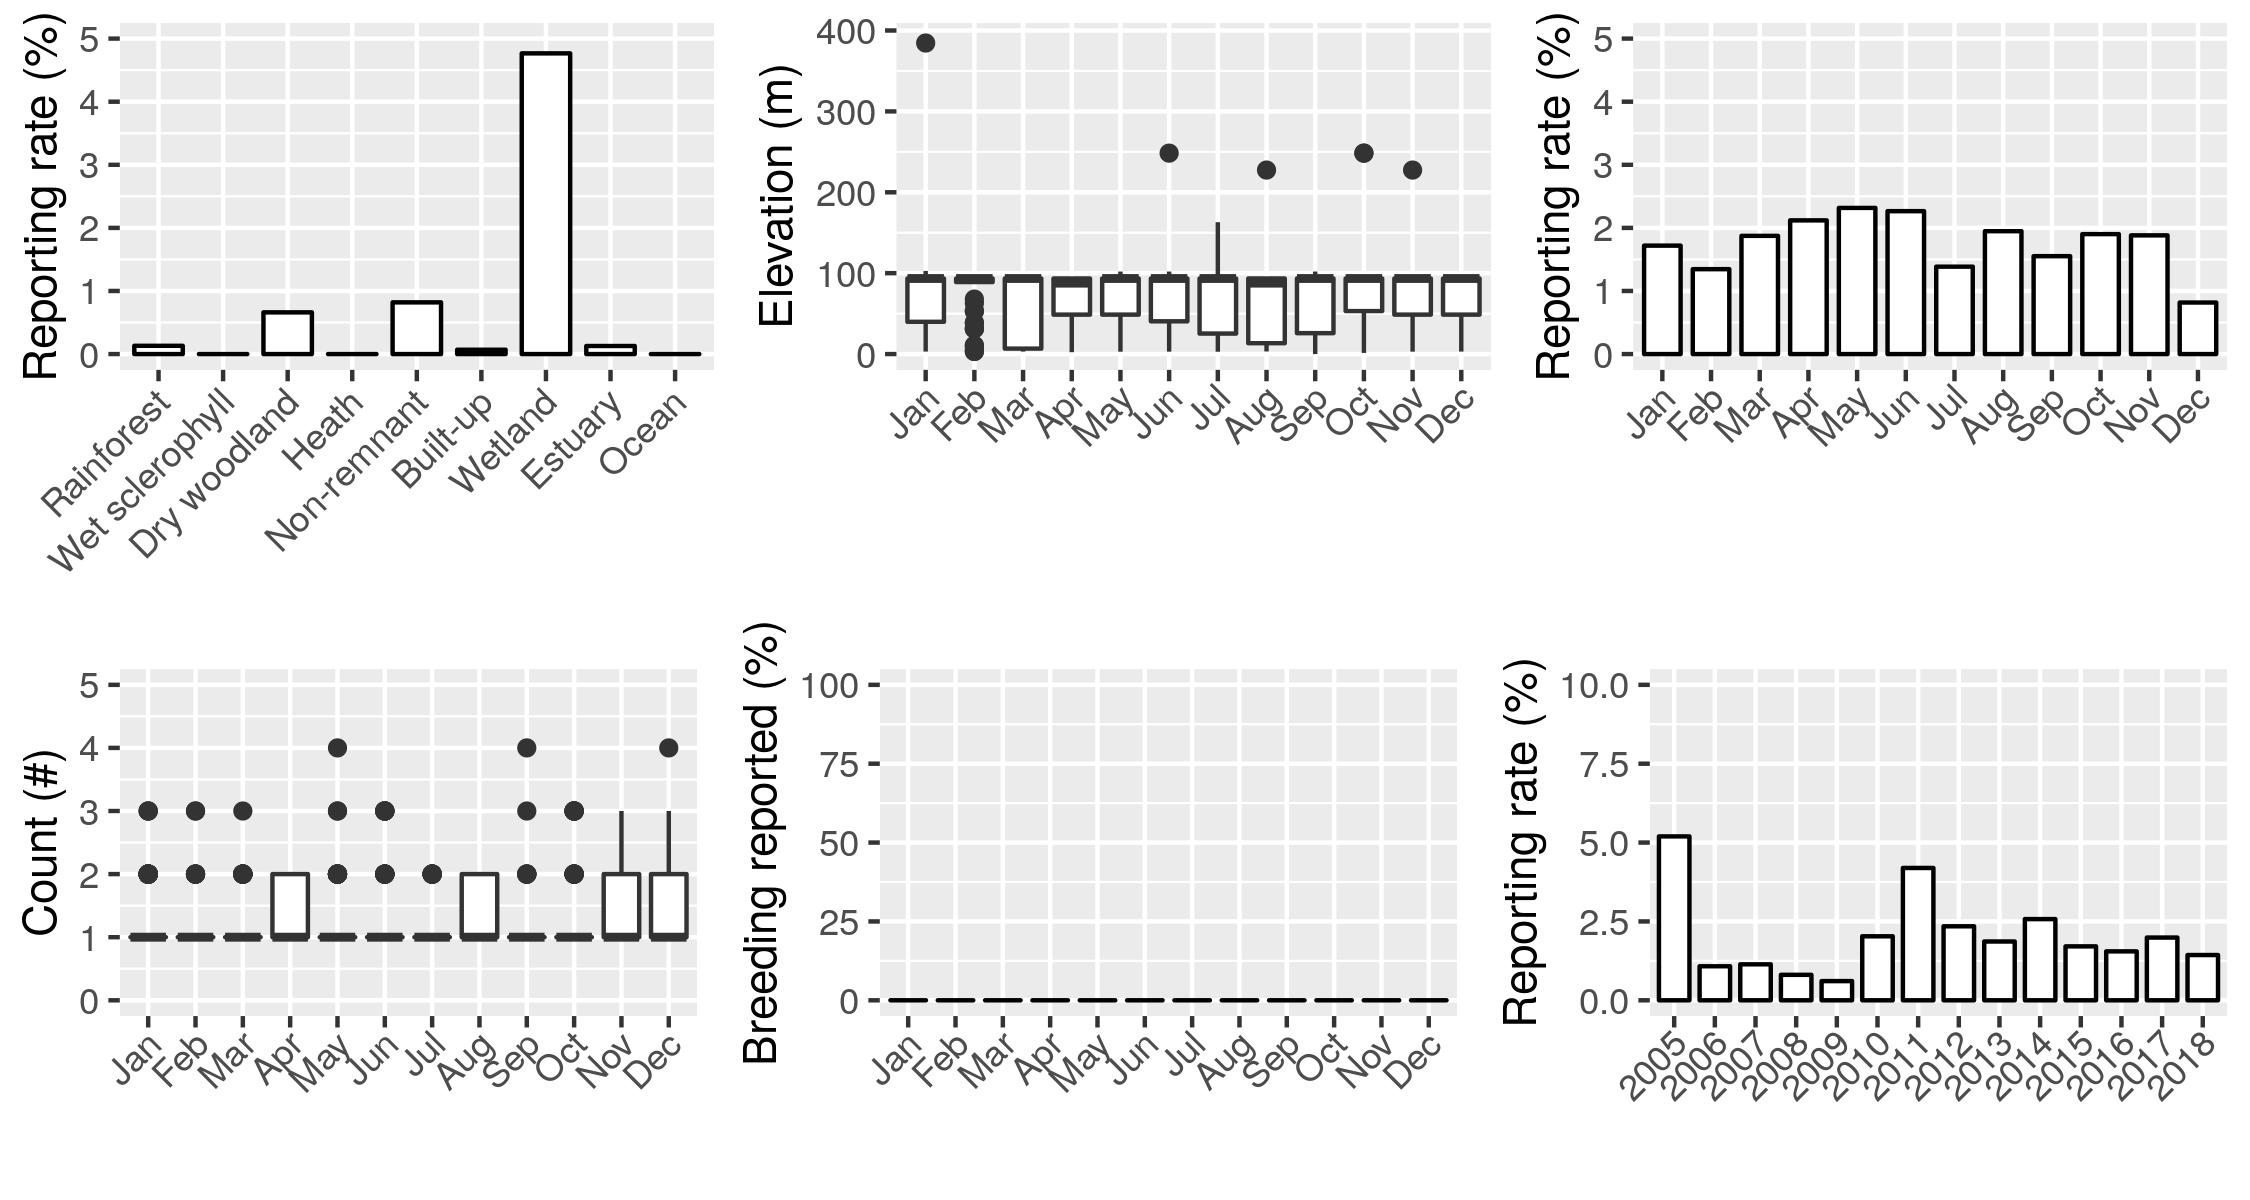 Reporting rate (%)
5
4
3
2
1
0
Rainforest
Wet sclerophyll
Dry woodland
Heath
Non-remnant
Built-up
Wetland
Estuary
Ocean
Elevation (m)
400
300
200
100
0
Jan
Feb
Mar
Apr
May
Jun
Jul
Aug
Sep
Oct
Nov
Dec
Reporting rate (%)
5
4
3
2
1
0
Jan
Feb
Mar
Apr
May
Jun
Jul
Aug
Sep
Oct
Nov
Dec
Count (#)
5
4
3
2
1
0
Jan
Feb
Mar
Apr
May
Jun
Jul
Aug
Sep
Oct
Nov
Dec
Breeding reported (%)
100
75
50
25
0
Jan
Feb
Mar
Apr
May
Jun
Jul
Aug
Sep
Oct
Nov
Dec
Reporting rate (%)
10.0
7.5
5.0
2.5
0.0
2005
2006
2007
2008
2009
2010
2011
2012
2013
2014
2015
2016
2017
2018